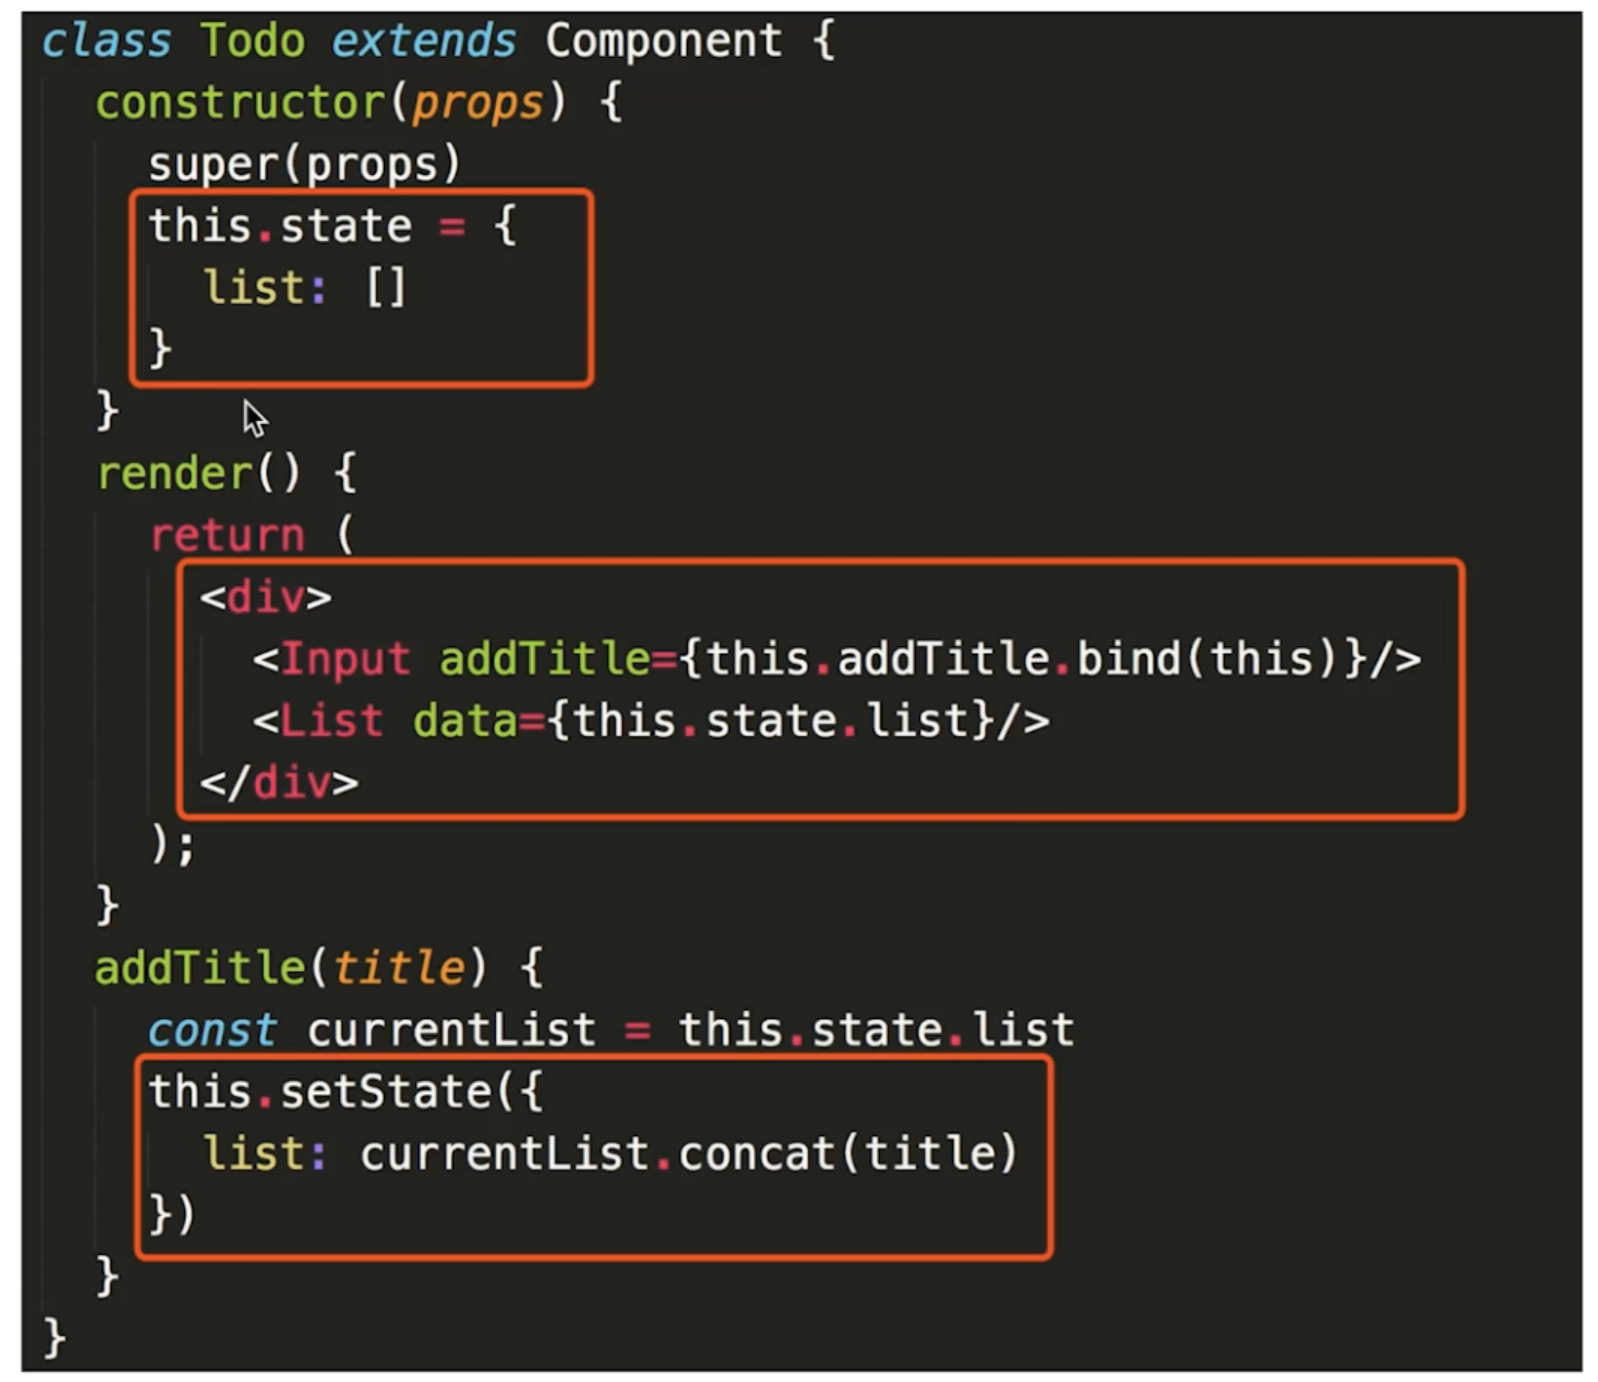 class Todo extends Component {
  constructor(props) {
    super(props)
    this.state = {
      list: []
    }
  }
  render() {
    return (
      <div>
        <Input addTitle={this.addTitle.bind(this)}/>
        <List data={this.state.list}/>
      </div>
    );
  }
  addTitle(title) {
    const currentList = this.state.list
    this.setState({
      list: currentList.concat(title)
    })
  }
}